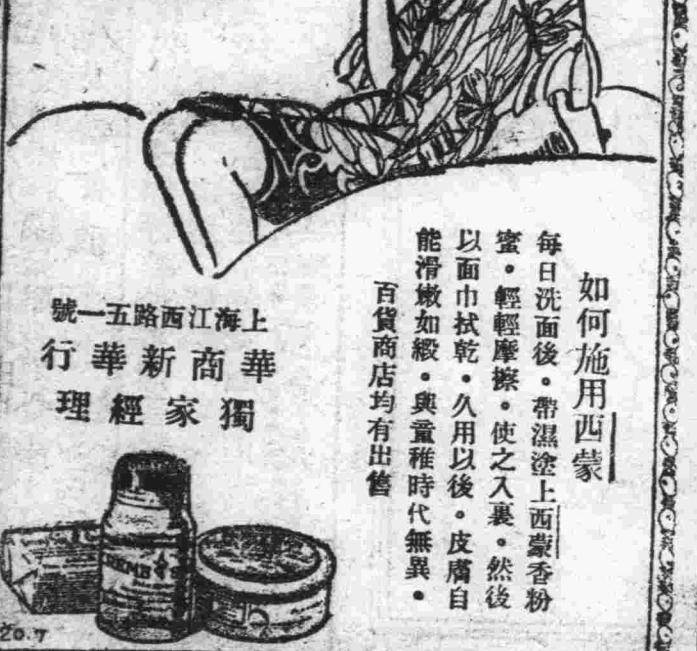 如何施用西蒙
每日洗面後。帶濕塗上西蒙香粉
蜜。輕輕摩擦。使之入裏。然後
以面巾拭乾。久用以後。皮膚自
能滑嫩如緞。與童稚時代無異。
百貨商店均有出售
上海江西路五一號
華商新華行
獨家經理
20.7